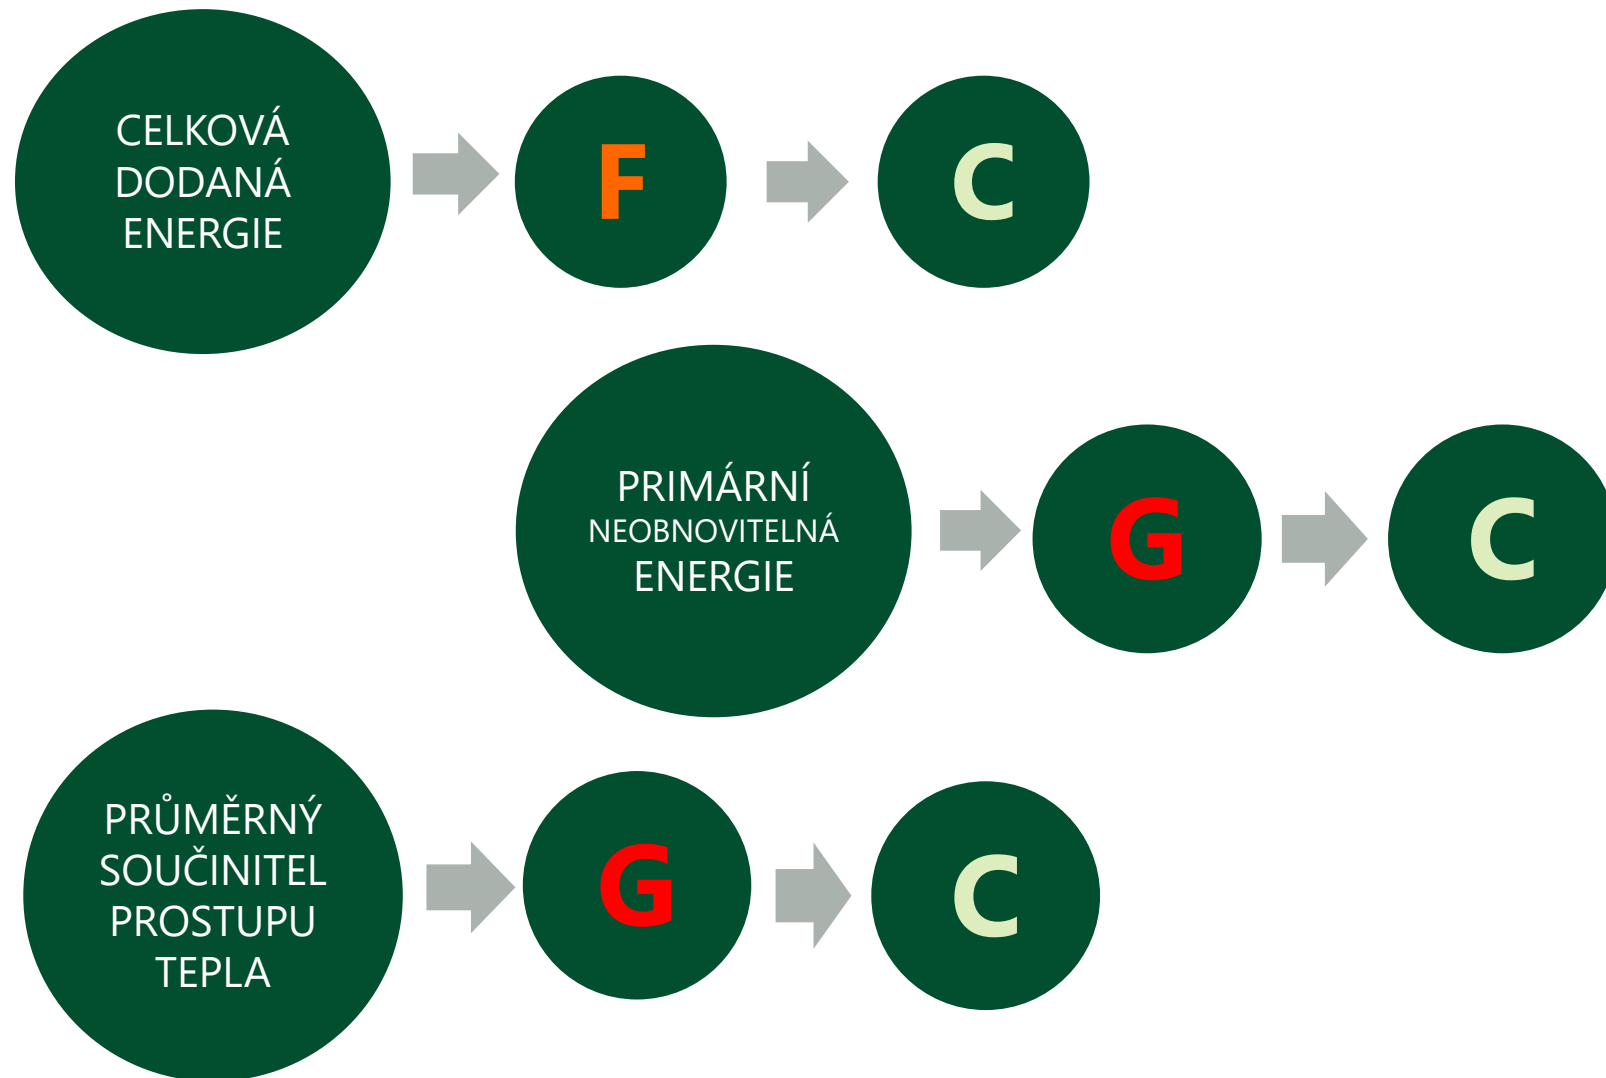 CELKOVÁ
DODANÁ
ENERGIE
F
C
PRIMÁRNÍ
NEOBNOVITELNÁ
ENERGIE
G
C
PRŮMĚRNÝ
SOUČINITEL
PROSTUPU
TEPLA
G
C